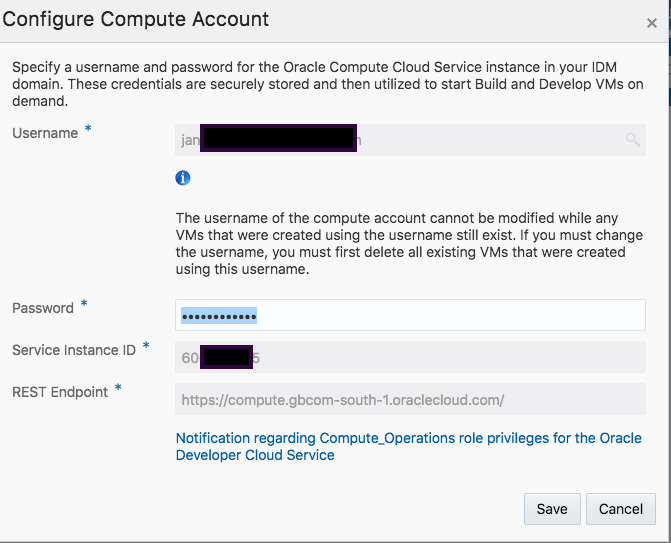 Configure Compute Account
Specify a username and password for the Oracle Compute Cloud Service instance in your IDM
domain. These credentials are securely stored and then utilized to start Build and Develop VMs on
demand.
Username *
jan
The username of the compute account cannot be modified while any
VMs that were created using the username still exist. If you must change
the username, you must first delete all existing VMs that were created
using this username.
Password *
••••••••••••
Service Instance ID *
60 5
REST Endpoint *
https://compute.gbcom-south-1.oraclecloud.com/
Notification regarding Compute_Operations role privileges for the Oracle
Developer Cloud Service
Save Cancel